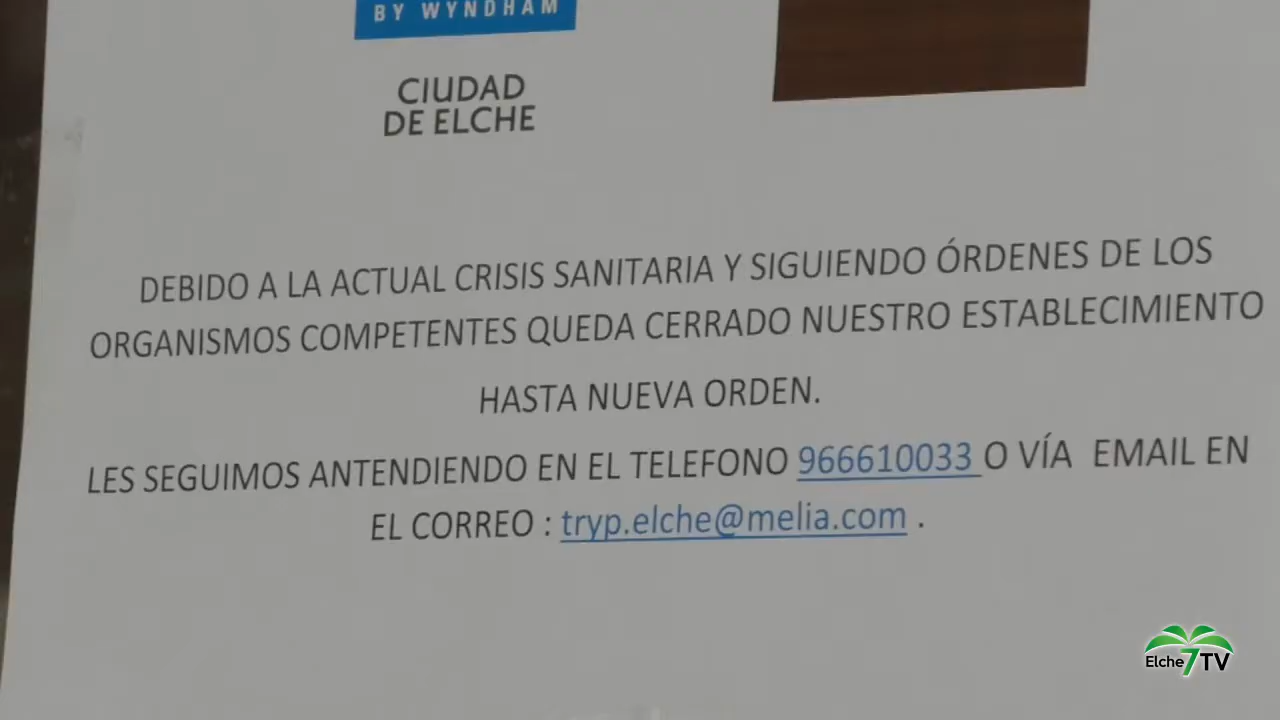 BY WYNDHAM
CIUDAD
DE ELCHE
DEBIDO A LA ACTUAL CRISIS SANITARIA Y SIGUIENDO ÓRDENES DE LOS
ORGANISMOS COMPETENTES QUEDA CERRADO NUESTRO ESTABLECIMIENTO
HASTA NUEVA ORDEN.
LES SEGUIMOS ANTENDIENDO EN EL TELEFONO 966610033 O VÍA EMAIL EN
EL CORREO : tryp.elche@melia.com .
Elche 7 TV